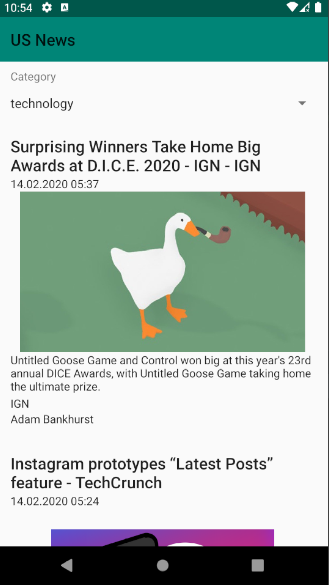 10:54
US News
Category
technology
Surprising Winners Take Home Big
Awards at D.I.C.E. 2020 - IGN - IGN
14.02.2020 05:37
Untitled Goose Game and Control won big at this year's 23rd
annual DICE Awards, with Untitled Goose Game taking home
the ultimate prize.
IGN
Adam Bankhurst
Instagram prototypes “Latest Posts”
feature - TechCrunch
14.02.2020 05:24